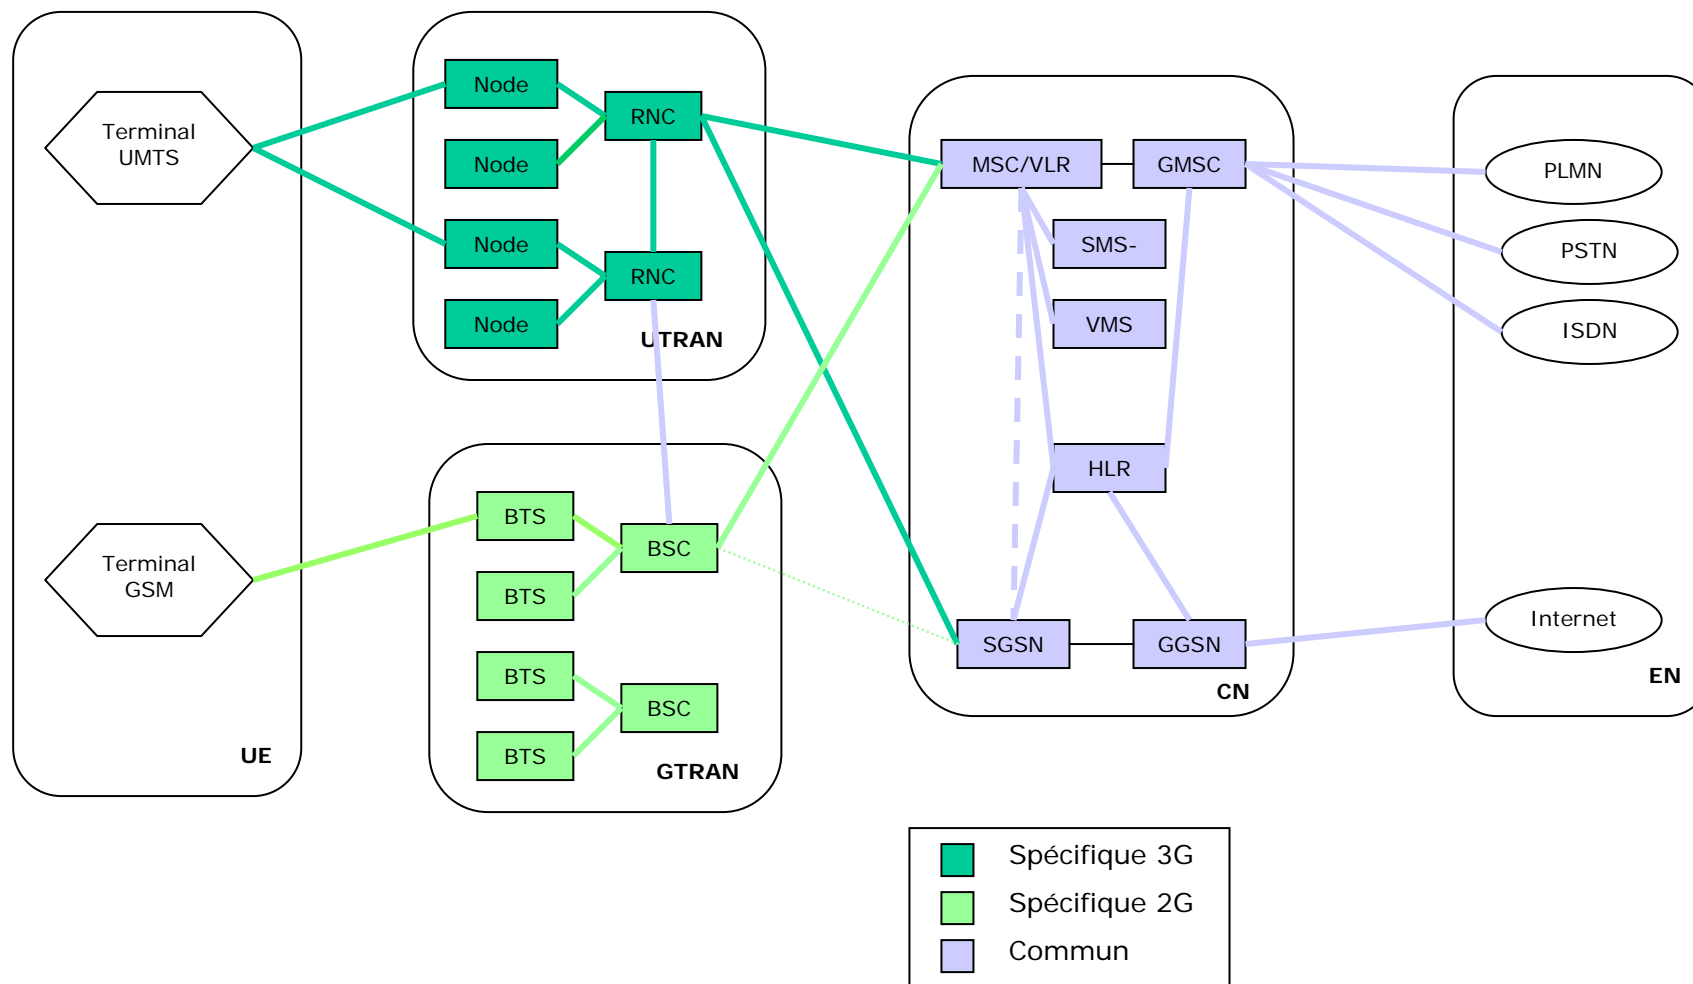 Terminal
UMTS
Terminal
GSM
UE
Node
Node
Node
Node
RNC
RNC
UTRAN
BTS
BTS
BTS
BTS
BSC
BSC
GTRAN
MSC/VLR
GMSC
SMS-
VMS
HLR
SGSN
GGSN
CN
PLMN
PSTN
ISDN
Internet
EN
Spécifique 3G
Spécifique 2G
Commun